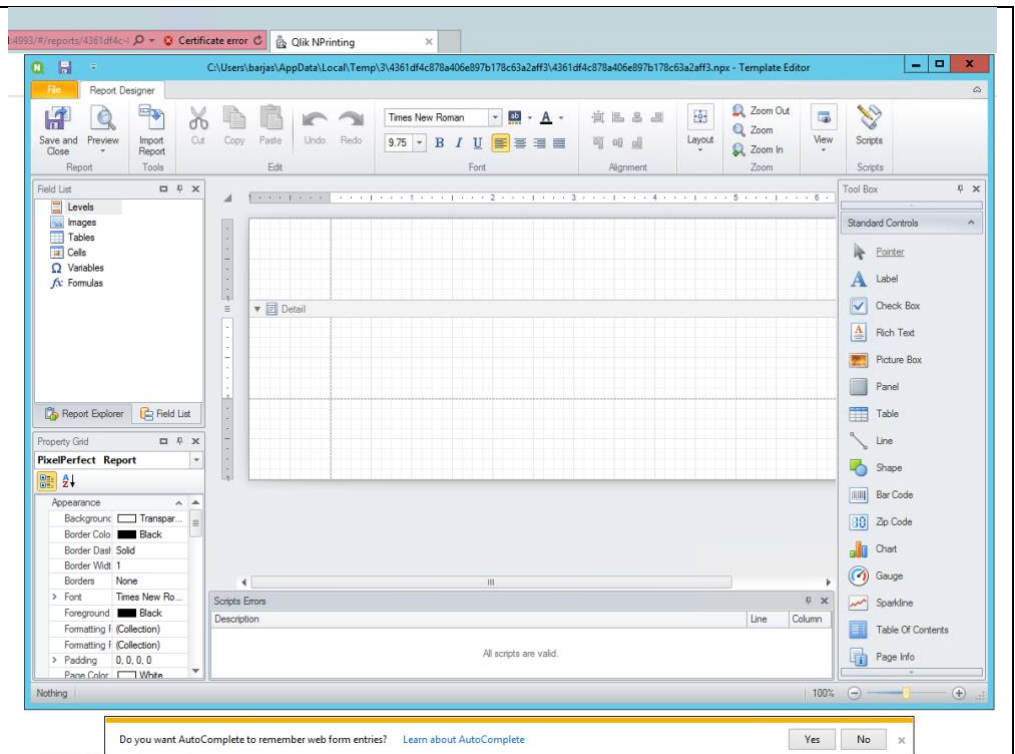 4993/#/reports/4361df4c-l
Certificate error
Qlik NPrinting
C:\Users\barjas\AppData\Local\Temp\3\4361df4c878a406e897b178c63a2aff3\4361df4c878a406e897b178c63a2aff3.npx - Template Editor
File
Report Designer
Save and Close
Preview
Import Report
Cut
Copy
Paste
Undo
Redo
Times New Roman
9.75
B I U
Layout
Zoom Out
Zoom
Zoom In
View
Scripts
Report
Tools
Edit
Font
Alignment
Zoom
Scripts
Field List
Levels
Images
Tables
Cells
Variables
Formulas
Report Explorer
Field List
Property Grid
PixelPerfect Report
Appearance
Backgrounc Transpar...
Border Colo Black
Border Dasl Solid
Border Widt 1
Borders None
Font Times New Ro...
Foreground Black
Formatting F (Collection)
Formatting F (Collection)
Padding 0, 0, 0, 0
Page Color White
1 2 3 4 5 6
Detail
Scripts Errors
Description Line Column
All scripts are valid.
Tool Box
Standard Controls
Pointer
Label
Check Box
Rich Text
Picture Box
Panel
Table
Line
Shape
Bar Code
Zip Code
Chart
Gauge
Sparkline
Table Of Contents
Page Info
Nothing
100%
Do you want AutoComplete to remember web form entries? Learn about AutoComplete
Yes
No